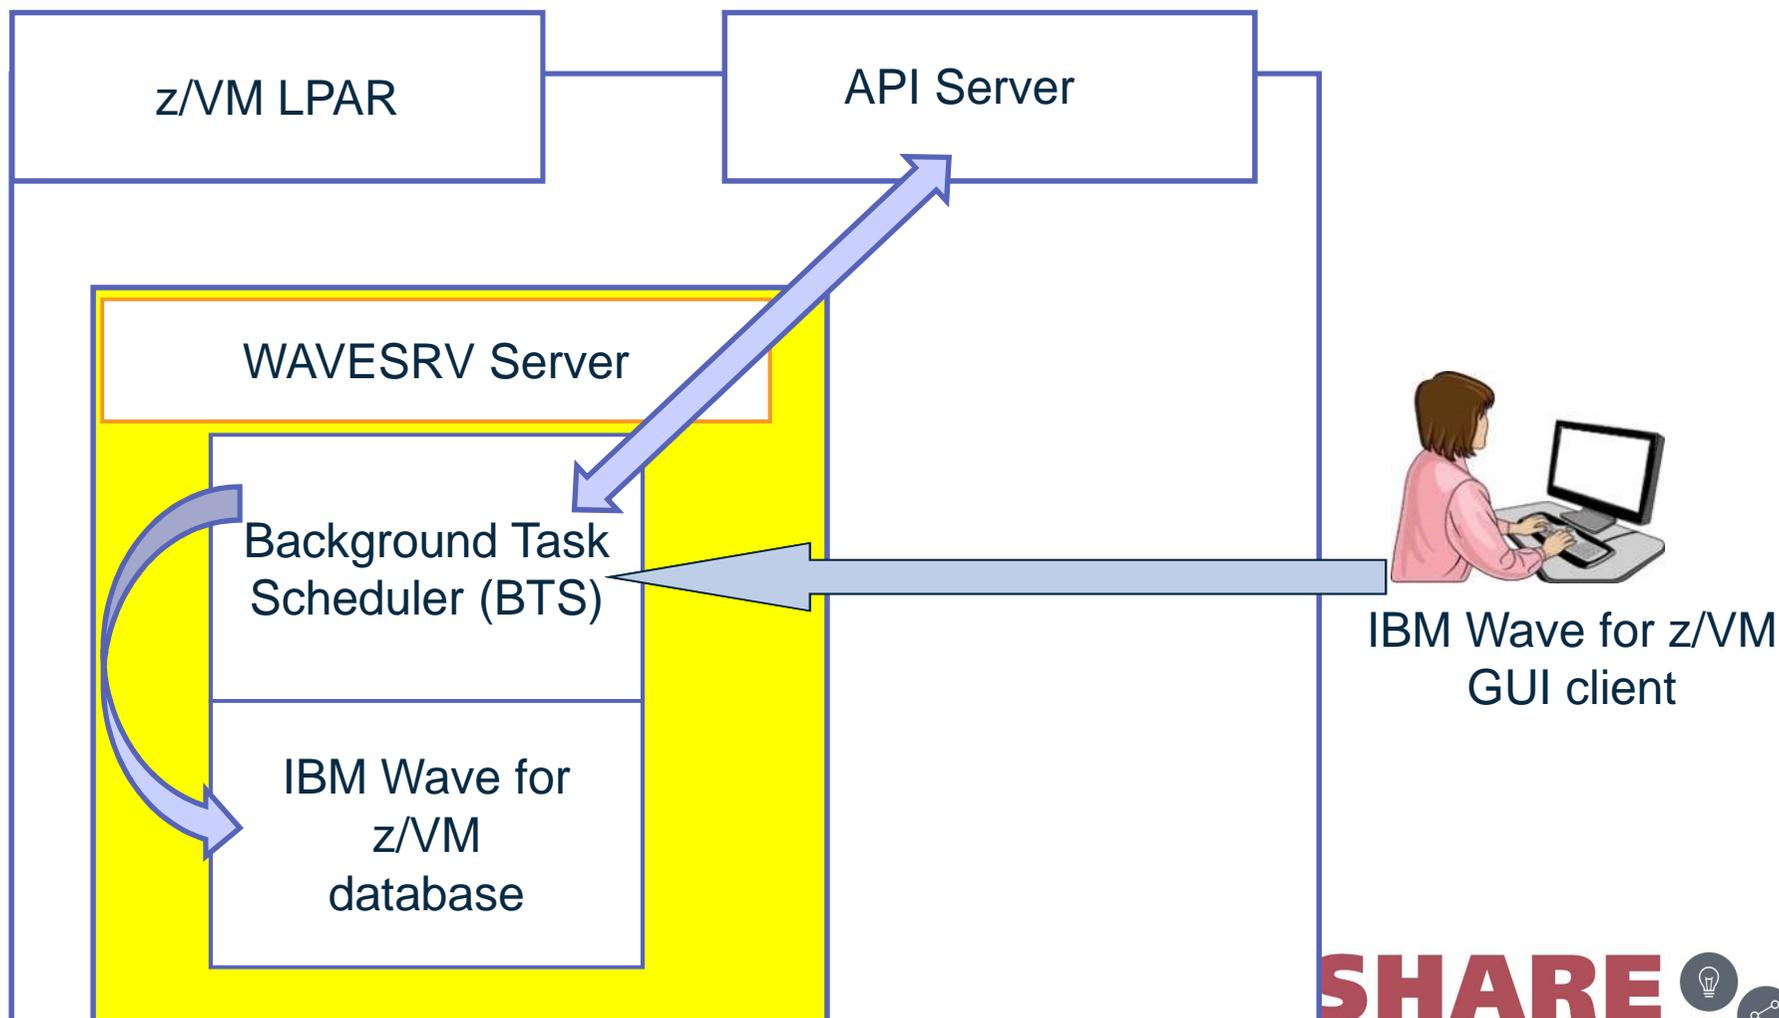 z/VM LPAR
API Server
WAVESRV Server
Background Task
Scheduler (BTS)
IBM Wave for z/VM
GUI client
IBM Wave for
z/VM
database
SHARE